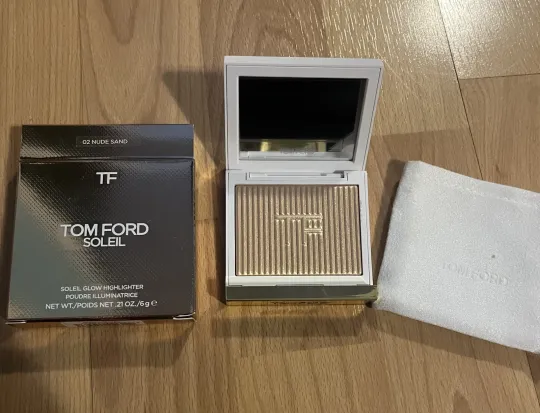 02 NUDE SAND
TF
TOM FORD
SOLEIL
SOLEIL GLOW HIGHLIGHTER
POUDRE ILLUMINATRICE
NET WT./POIDS NET .21 OZ./6g ℮
TF
TOM FORD